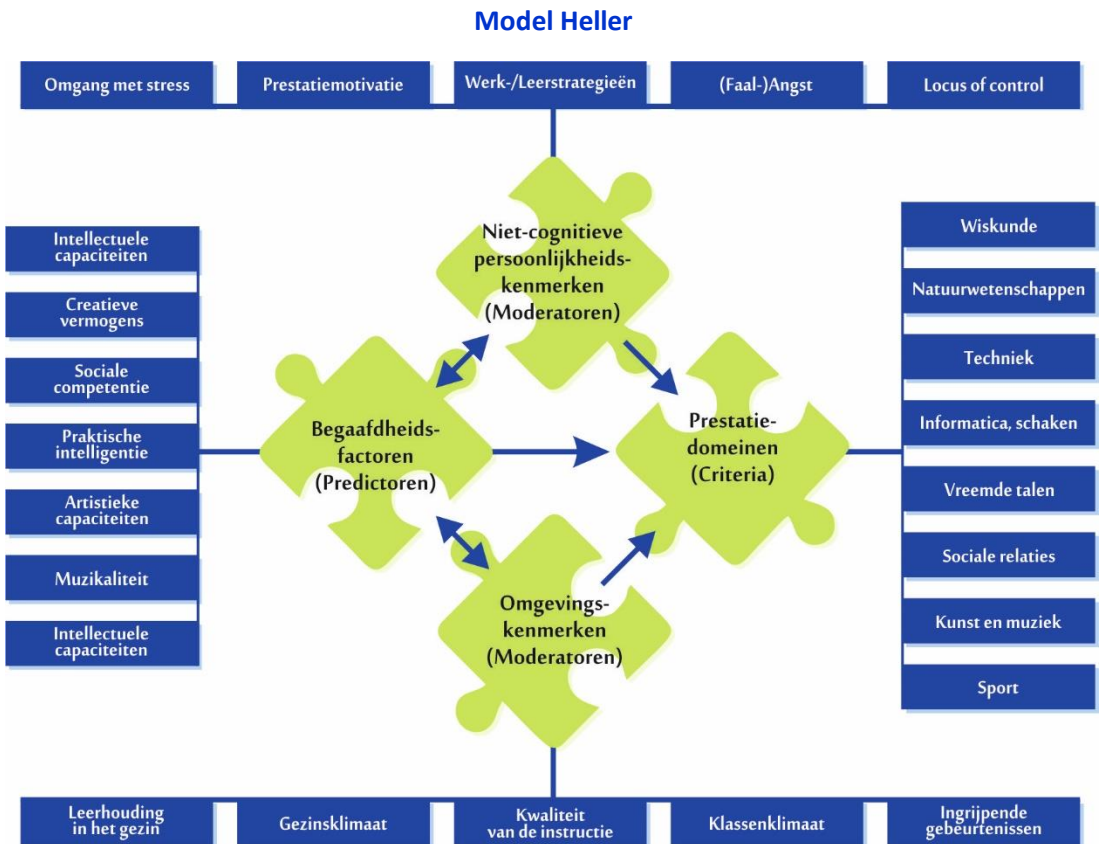 Model Heller
Omgang met stress
Prestatiemotivatie
Werk-/Leerstrategieën
(Faal-)Angst
Locus of control
Niet-cognitieve
persoonlijkheids-
kenmerken
(Moderatoren)
Intellectuele
capaciteiten
Creatieve
vermogens
Sociale
competentie
Praktische
intelligentie
Artistieke
capaciteiten
Muzikaliteit
Intellectuele
capaciteiten
Begaafdheids-
factoren
(Predictoren)
Prestatie-
domeinen
(Criteria)
Wiskunde
Natuurwetenschappen
Techniek
Informatica, schaken
Vreemde talen
Sociale relaties
Kunst en muziek
Sport
Omgevings-
kenmerken
(Moderatoren)
Leerhouding
in het gezin
Gezinsklimaat
Kwaliteit
van de instructie
Klassenklimaat
Ingrijpende
gebeurtenissen